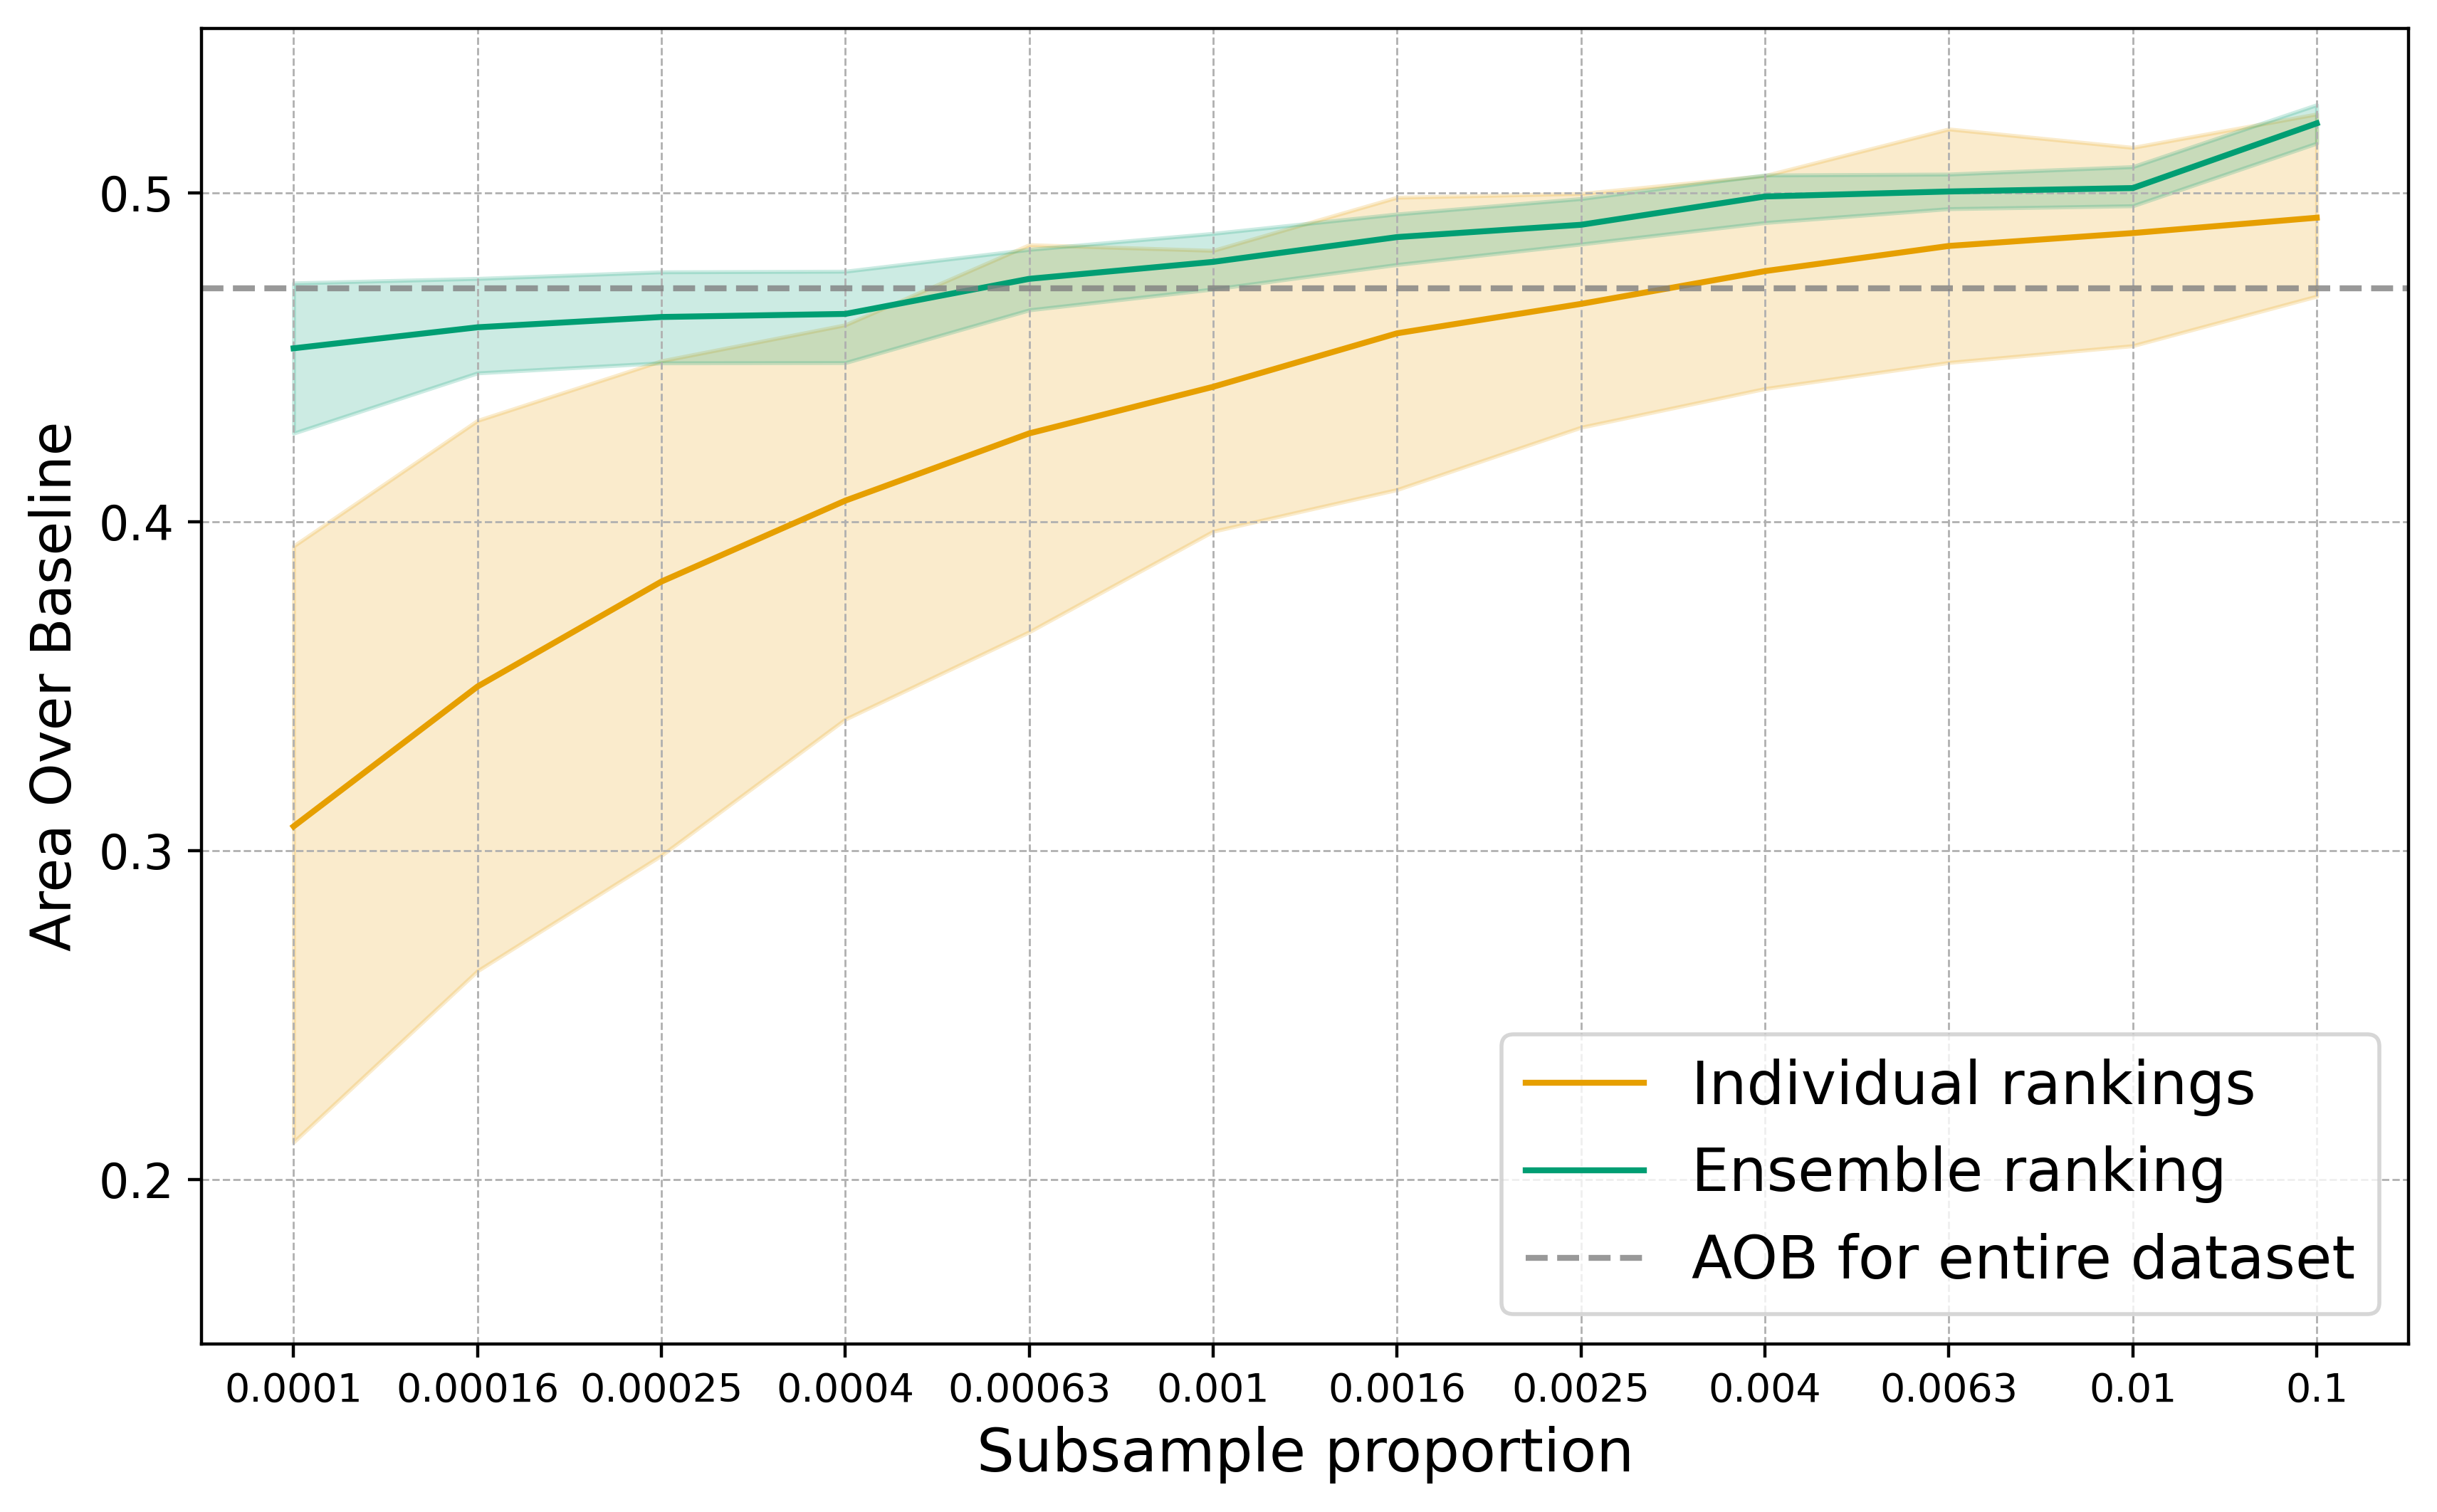 Area Over Baseline
0.5
0.4
0.3
0.2
0.0001 0.00016 0.00025 0.0004 0.00063 0.001 0.0016 0.0025 0.004 0.0063 0.01 0.1
Subsample proportion
Individual rankings
Ensemble ranking
AOB for entire dataset